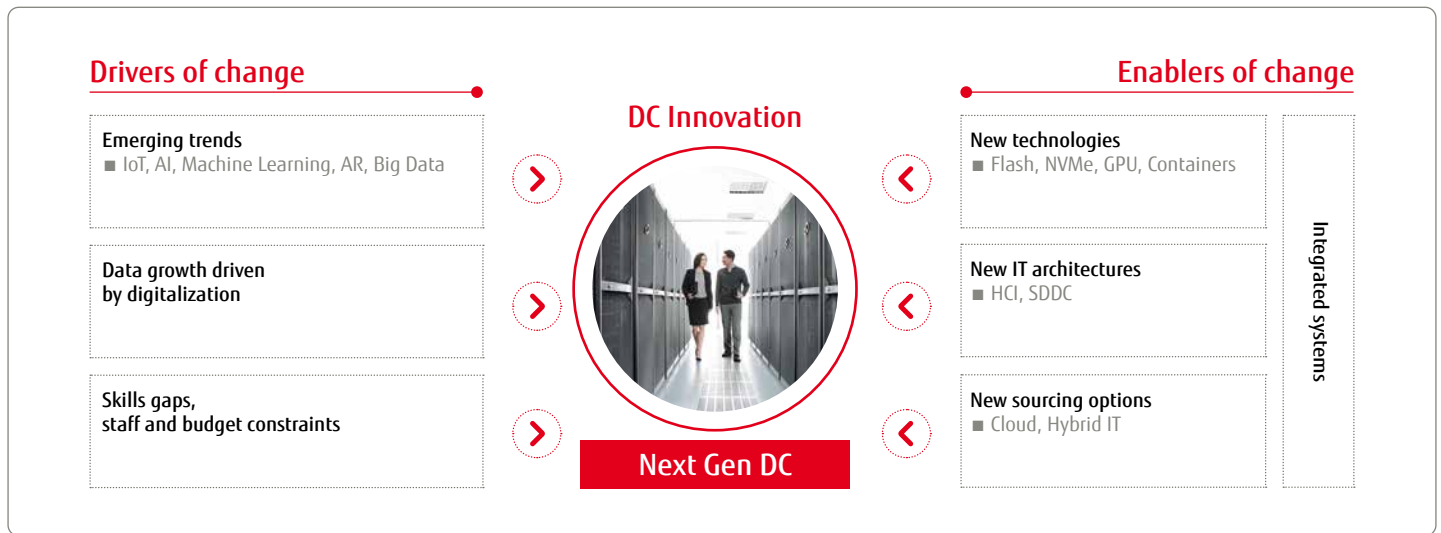 Drivers of change
Emerging trends
■ IoT, AI, Machine Learning, AR, Big Data
Data growth driven
by digitalization
Skills gaps,
staff and budget constraints
DC Innovation
Next Gen DC
Enablers of change
New technologies
■ Flash, NVMe, GPU, Containers
New IT architectures
■ HCI, SDDC
New sourcing options
■ Cloud, Hybrid IT
Integrated systems